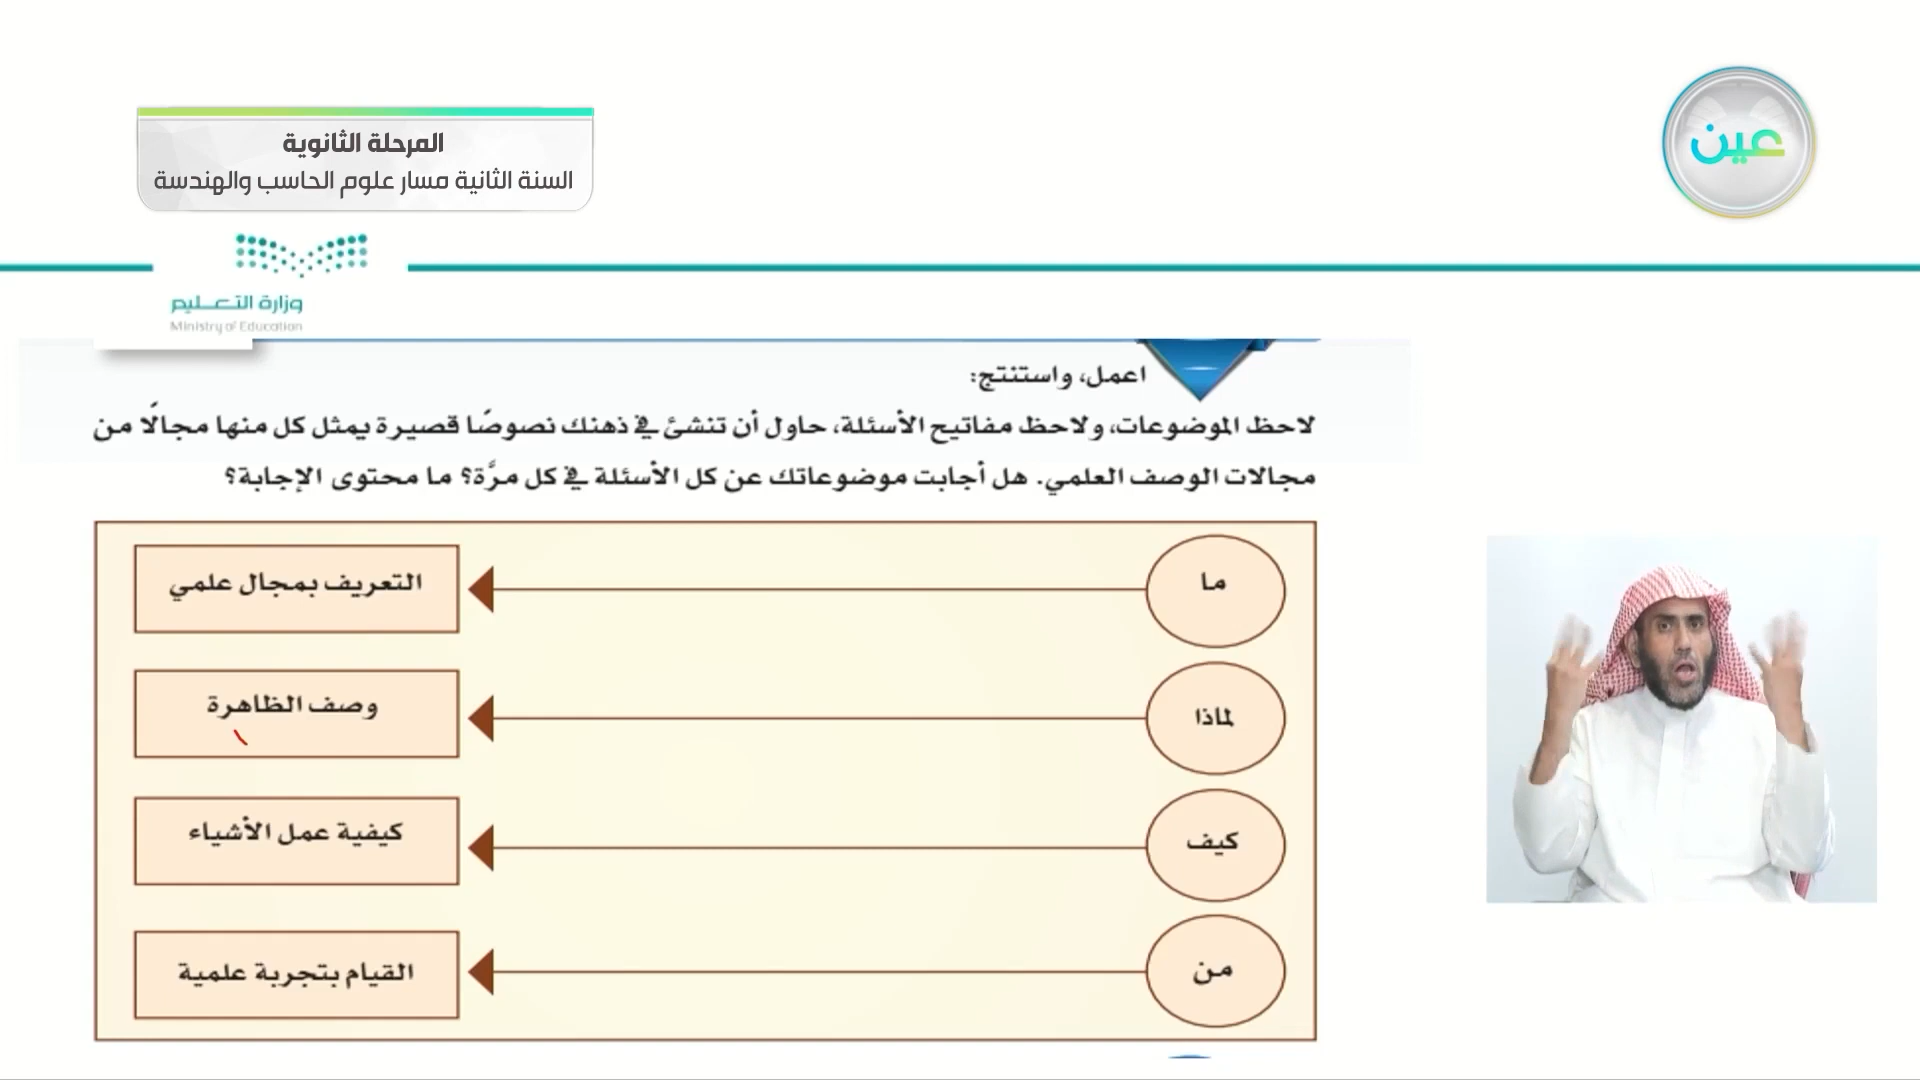 المرحلة الثانوية
السنة الثانية مسار علوم الحاسب والهندسة
عين
وزارة التعليم
Ministry of Education
اعمل، واستنتج:
لاحظ الموضوعات، ولاحظ مفاتيح الأسئلة، حاول أن تنشئ في ذهنك نصوصًا قصيرة يمثل كل منها مجالًا من
مجالات الوصف العلمي. هل أجابت موضوعاتك عن كل الأسئلة في كل مرَّة؟ ما محتوى الإجابة؟
ما
التعريف بمجال علمي
لماذا
وصف الظاهرة
كيف
كيفية عمل الأشياء
من
القيام بتجربة علمية